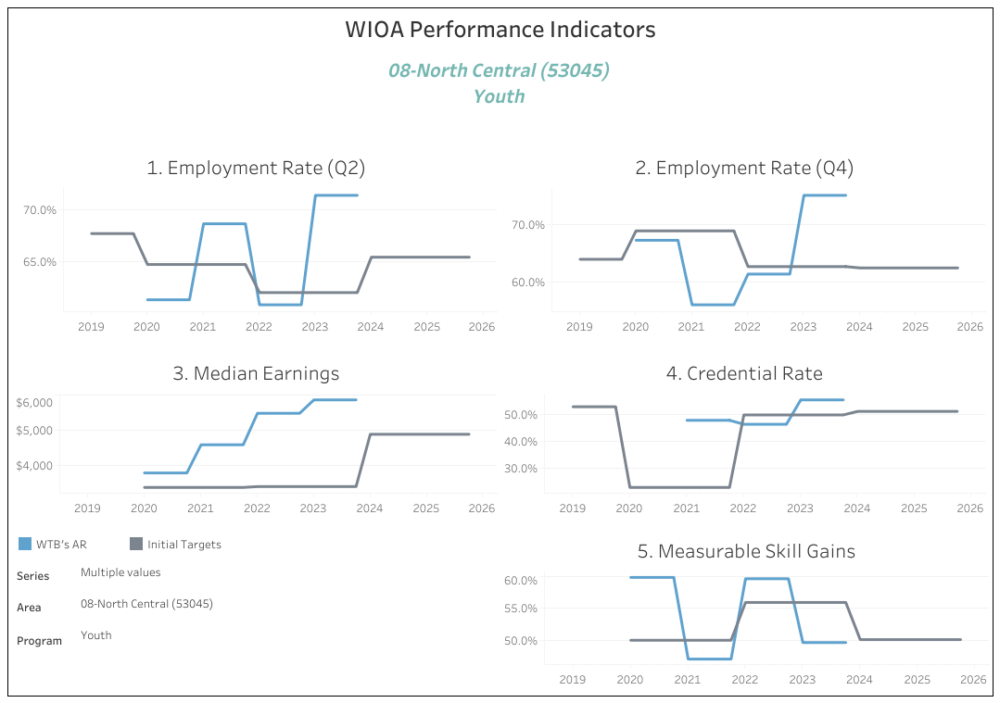 WIOA Performance Indicators
08-North Central (53045)
Youth
1. Employment Rate (Q2)
70.0%
65.0%
2019 2020 2021 2022 2023 2024 2025 2026
2. Employment Rate (Q4)
70.0%
60.0%
2019 2020 2021 2022 2023 2024 2025 2026
3. Median Earnings
$6,000
$5,000
$4,000
2019 2020 2021 2022 2023 2024 2025 2026
4. Credential Rate
50.0%
40.0%
30.0%
2019 2020 2021 2022 2023 2024 2025 2026
WTB's AR Initial Targets
Series Multiple values
Area 08-North Central (53045)
Program Youth
5. Measurable Skill Gains
60.0%
55.0%
50.0%
2019 2020 2021 2022 2023 2024 2025 2026